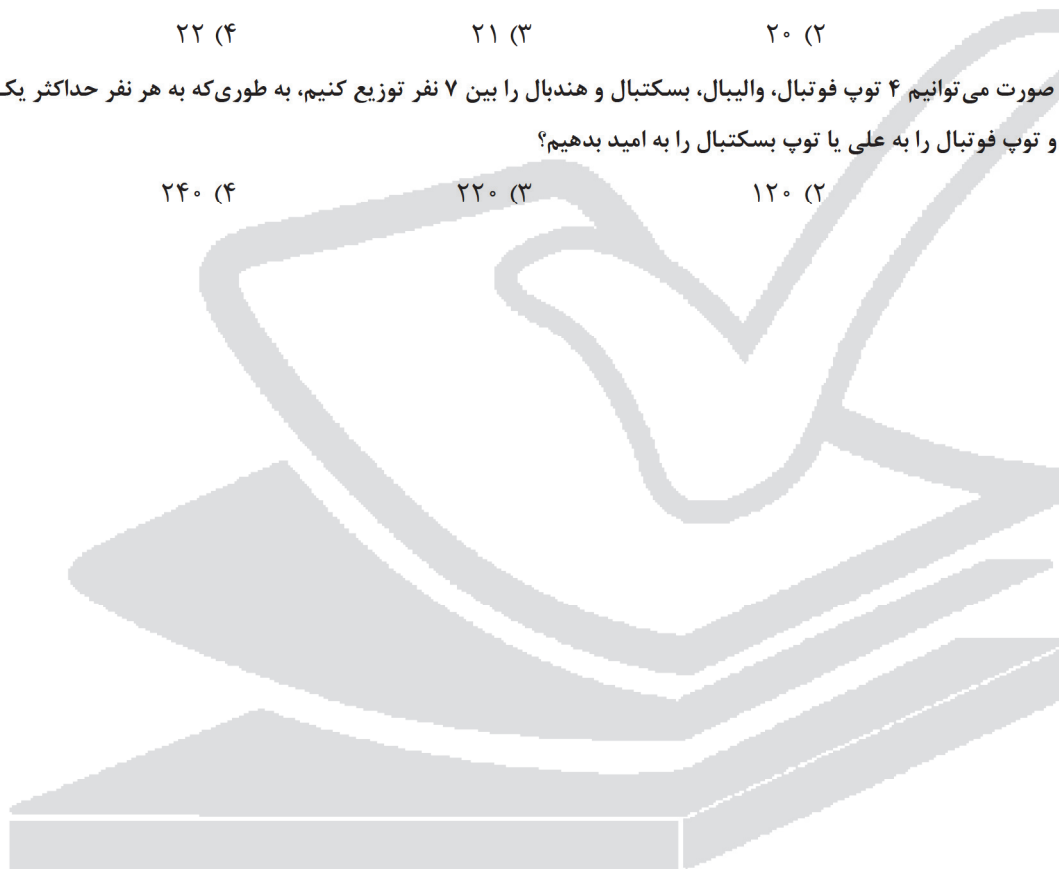 ۲) ۲۰ ۳) ۲۱ ۴) ۲۲
صورت می‌توانیم ۴ توپ فوتبال، والیبال، بسکتبال و هندبال را بین ۷ نفر توزیع کنیم، به طوری‌که به هر نفر حداکثر یک
و توپ فوتبال را به علی یا توپ بسکتبال را به امید بدهیم؟
۲) ۱۲۰ ۳) ۲۲۰ ۴) ۲۴۰